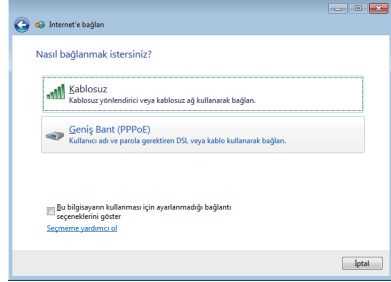 İnternet'e bağlan
Nasıl bağlanmak istersiniz?
Kablosuz
Kablosuz yönlendirici veya kablosuz ağ kullanarak bağlan.
Geniş Bant (PPPoE)
Kullanıcı adı ve parola gerektiren DSL veya kablo kullanarak bağlan.
Bu bilgisayarın kullanması için ayarlanmadığı bağlantı
seçeneklerini göster
Seçmeme yardımcı ol
İptal